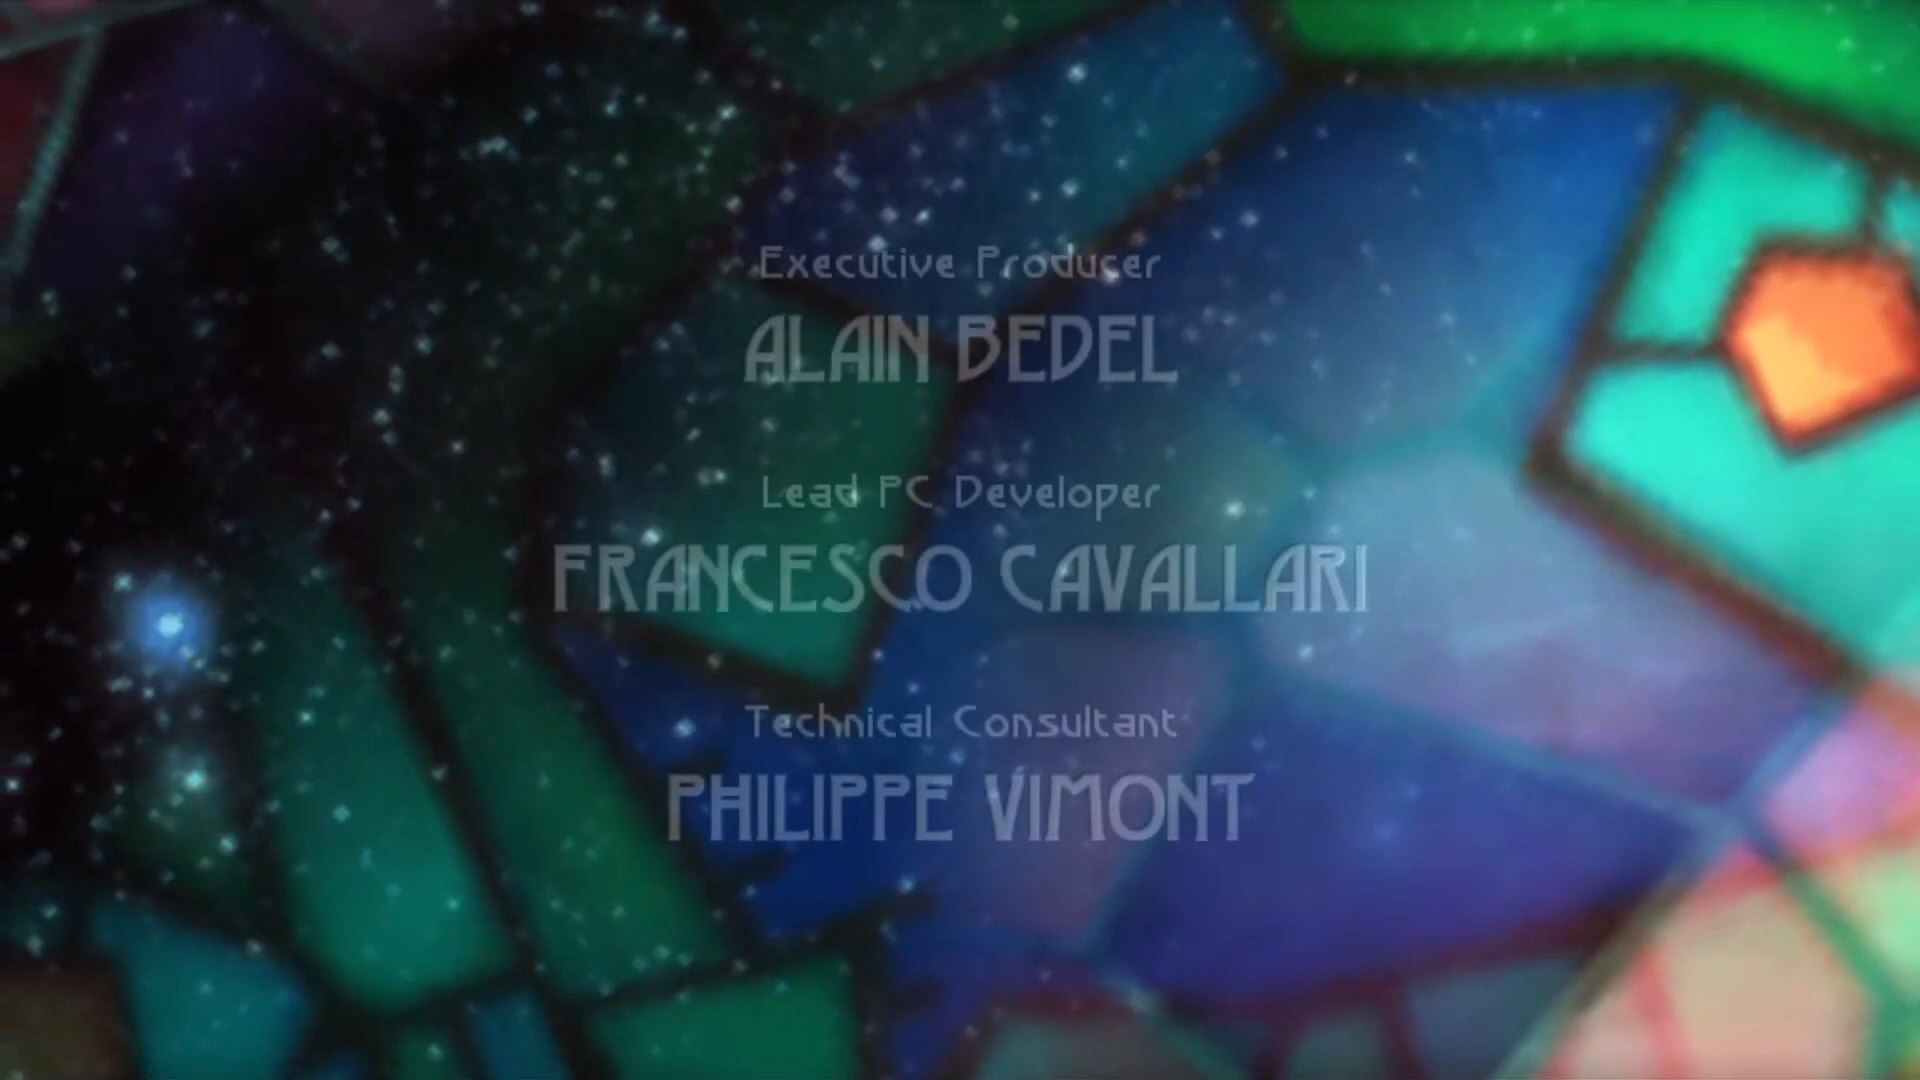 Executive Producer
ALAIN BEDEL
Lead PC Developer
FRANCESCO CAVALLARI
Technical Consultant
PHILIPPE VIMONT